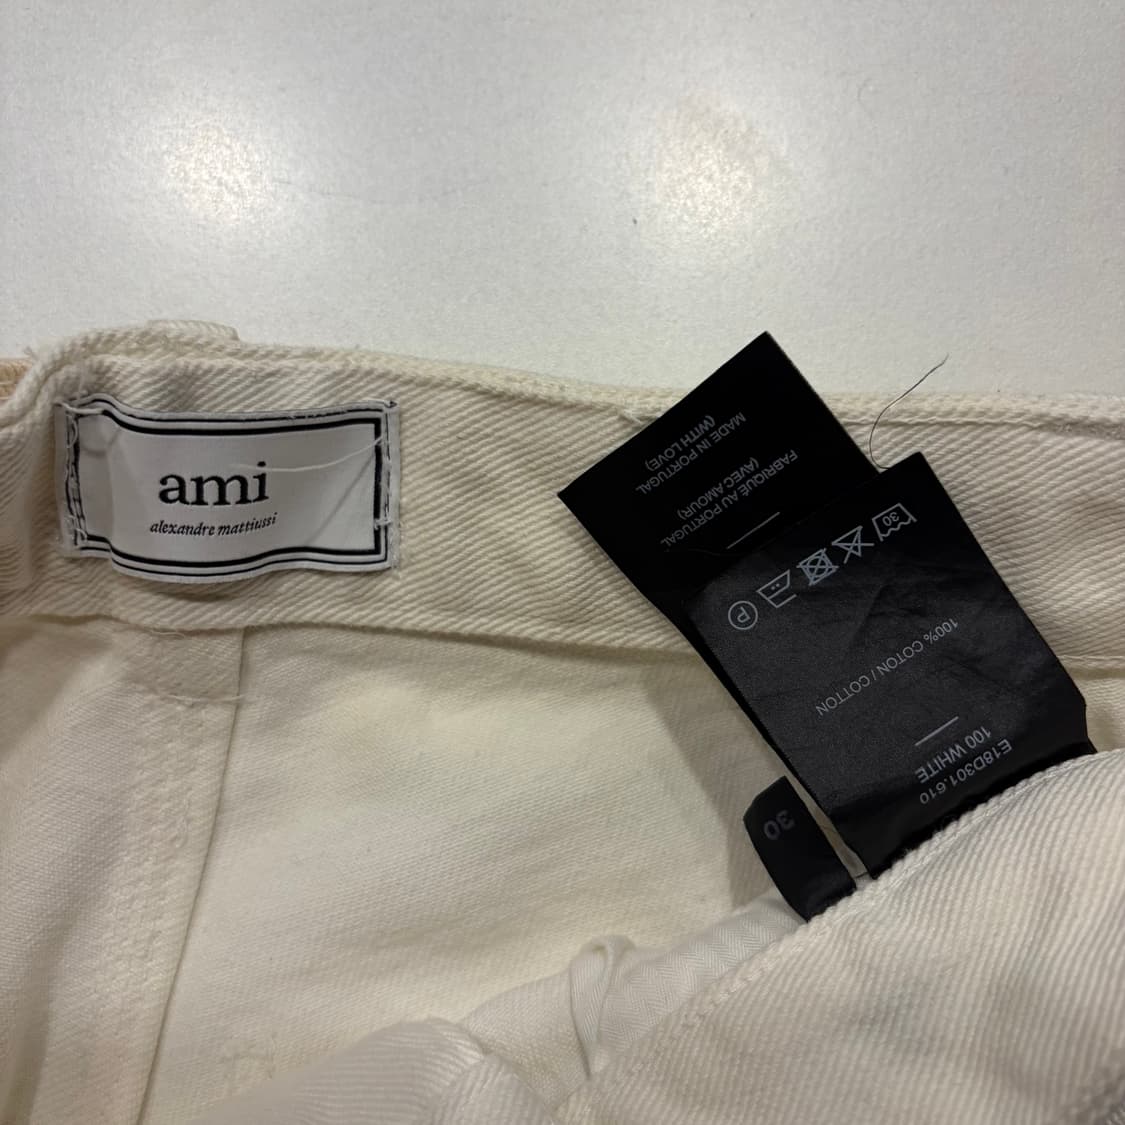 ami
alexandre mattiussi
FABRIQUÉ AU PORTUGAL
(AVEC AMOUR)
MADE IN PORTUGAL
(WITH LOVE)
E18D301.610
100 WHITE
100% COTON / COTTON
30
P
30